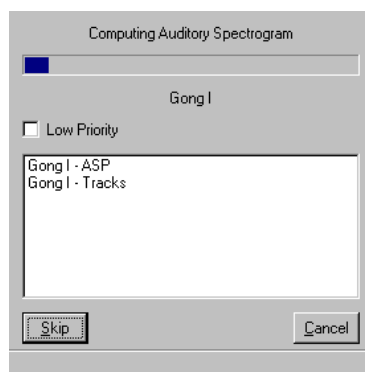 Computing Auditory Spectrogram
Gong I
Low Priority
Gong I - ASP
Gong I - Tracks
Skip
Cancel